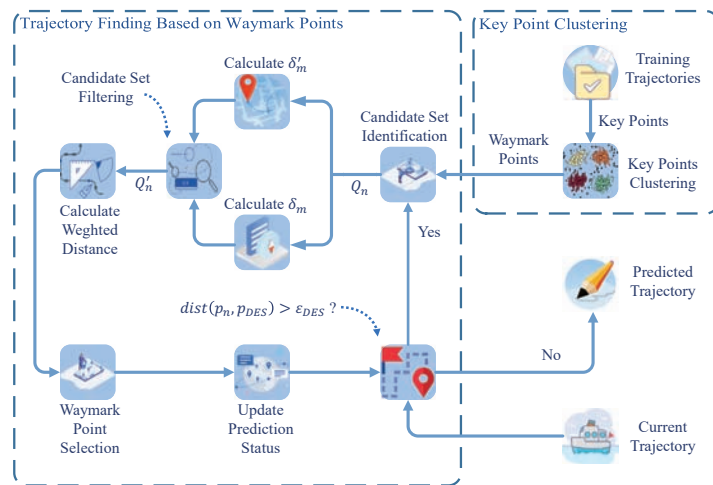 Trajectory Finding Based on Waymark Points
Key Point Clustering
Calculate δ′ₘ
Candidate Set
Filtering
Training
Trajectories
Candidate Set
Identification
Key Points
Waymark
Points
Key Points
Clustering
Q′ₙ
Qₙ
Calculate
Weghted
Distance
Calculate δₘ
Yes
dist(pₙ, p_DES) > ε_DES ?
Predicted
Trajectory
No
Waymark
Point
Selection
Update
Prediction
Status
Current
Trajectory